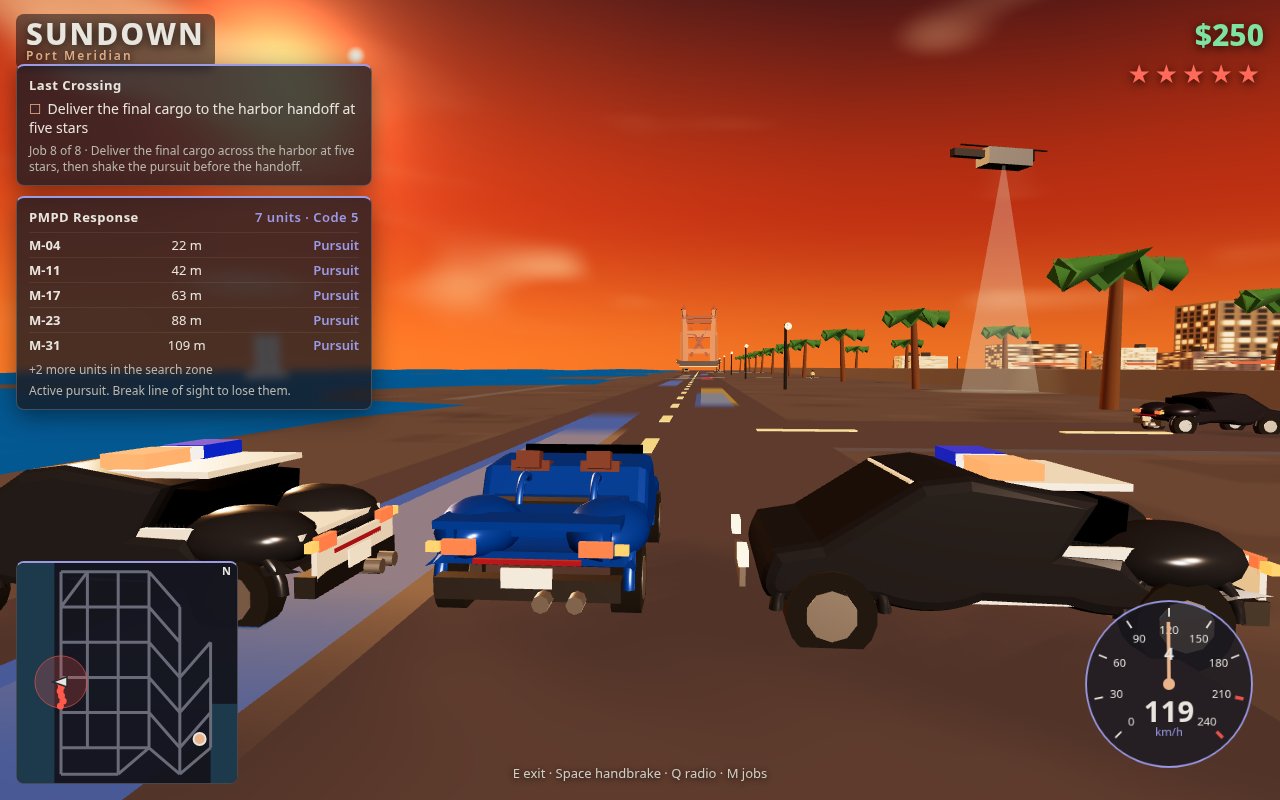 SUNDOWN
Port Meridian
Last Crossing
Deliver the final cargo to the harbor handoff at
five stars
Job 8 of 8 · Deliver the final cargo across the harbor at five
stars, then shake the pursuit before the handoff.
PMPD Response 7 units · Code 5
M-04 22 m Pursuit
M-11 42 m Pursuit
M-17 63 m Pursuit
M-23 88 m Pursuit
M-31 109 m Pursuit
+2 more units in the search zone
Active pursuit. Break line of sight to lose them.
$250
★★★★★
N
0 30 60 90 120 150 180 210 240
4
119
km/h
E exit · Space handbrake · Q radio · M jobs